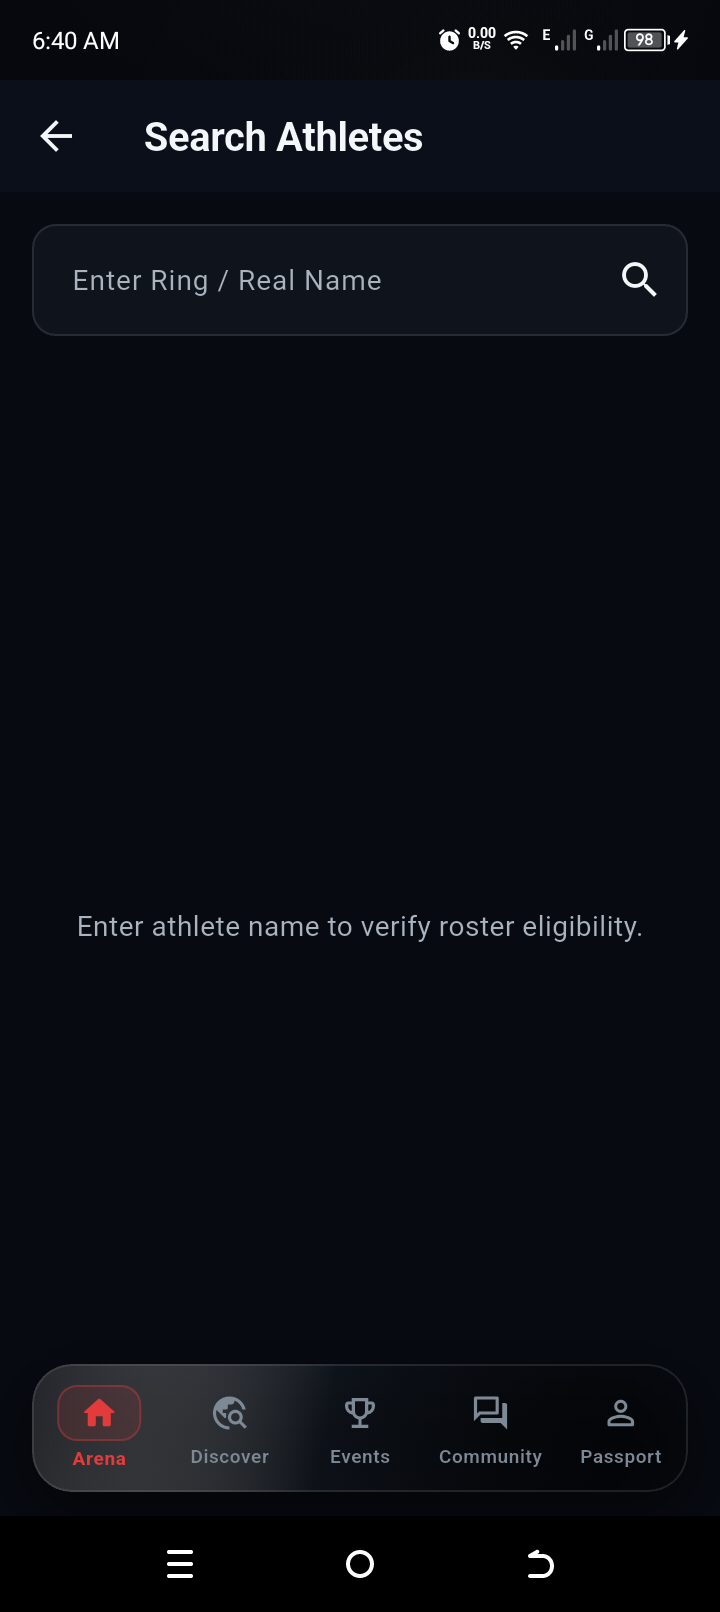 6:40 AM
0.00
B/S
E
G
98
Search Athletes
Enter Ring / Real Name
Enter athlete name to verify roster eligibility.
Arena
Discover
Events
Community
Passport